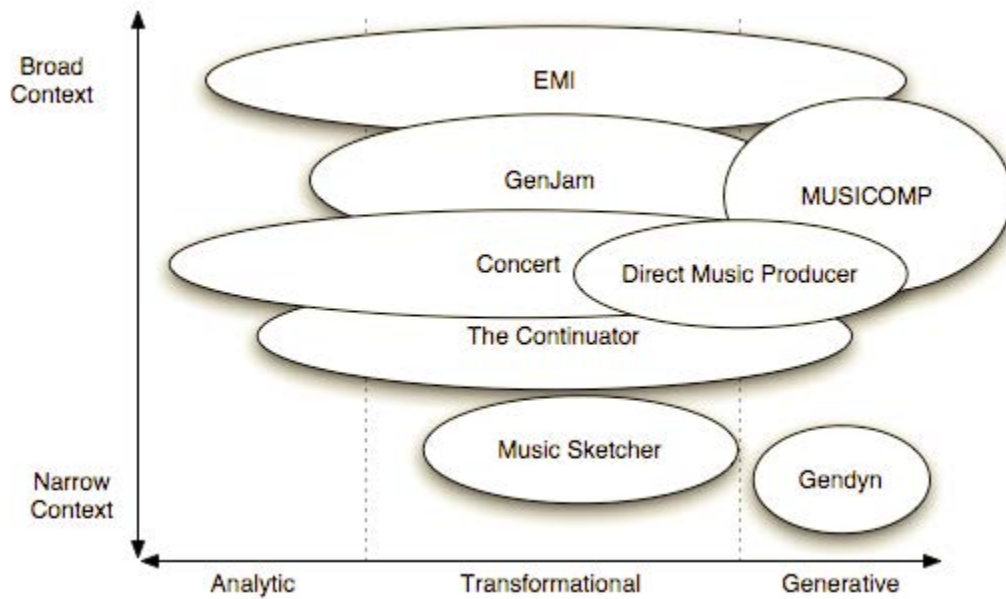 Broad
Context
EMI
GenJam
MUSICOMP
Concert
Direct Music Producer
The Continuator
Music Sketcher
Narrow
Context
Gendyn
Analytic
Transformational
Generative